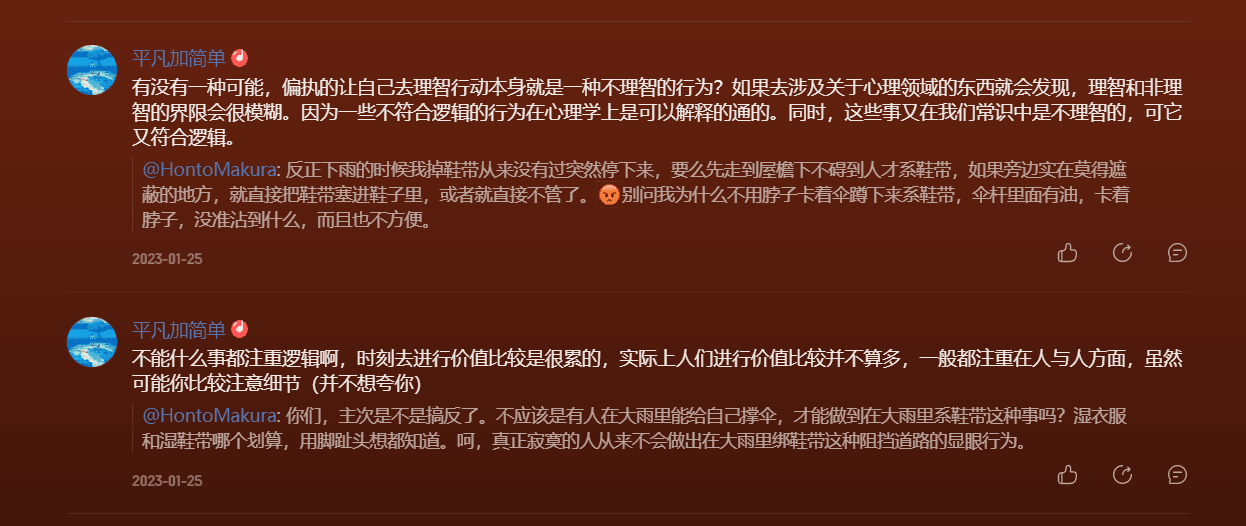 平凡加简单
有没有一种可能，偏执的让自己去理智行动本身就是一种不理智的行为？如果去涉及关于心理领域的东西就会发现，理智和非理
智的界限会很模糊。因为一些不符合逻辑的行为在心理学上是可以解释的通的。同时，这些事又在我们常识中是不理智的，可它
又符合逻辑。
@HontoMakura: 反正下雨的时候我掉鞋带从来没有过突然停下来，要么先走到屋檐下不碍到人才系鞋带，如果旁边实在莫得遮
蔽的地方，就直接把鞋带塞进鞋子里，或者就直接不管了。😡别问我为什么不用脖子卡着伞蹲下来系鞋带，伞杆里面有油，卡着
脖子，没准沾到什么，而且也不方便。
2023-01-25
平凡加简单
不能什么事都注重逻辑啊，时刻去进行价值比较是很累的，实际上人们进行价值比较并不算多，一般都注重在人与人方面，虽然
可能你比较注意细节（并不想夸你）
@HontoMakura: 你们，主次是不是搞反了。不应该是有人在大雨里能给自己撑伞，才能做到在大雨里系鞋带这种事吗？湿衣服
和湿鞋带哪个划算，用脚趾头想都知道。呵，真正寂寞的人从来不会做出在大雨里绑鞋带这种阻挡道路的显眼行为。
2023-01-25